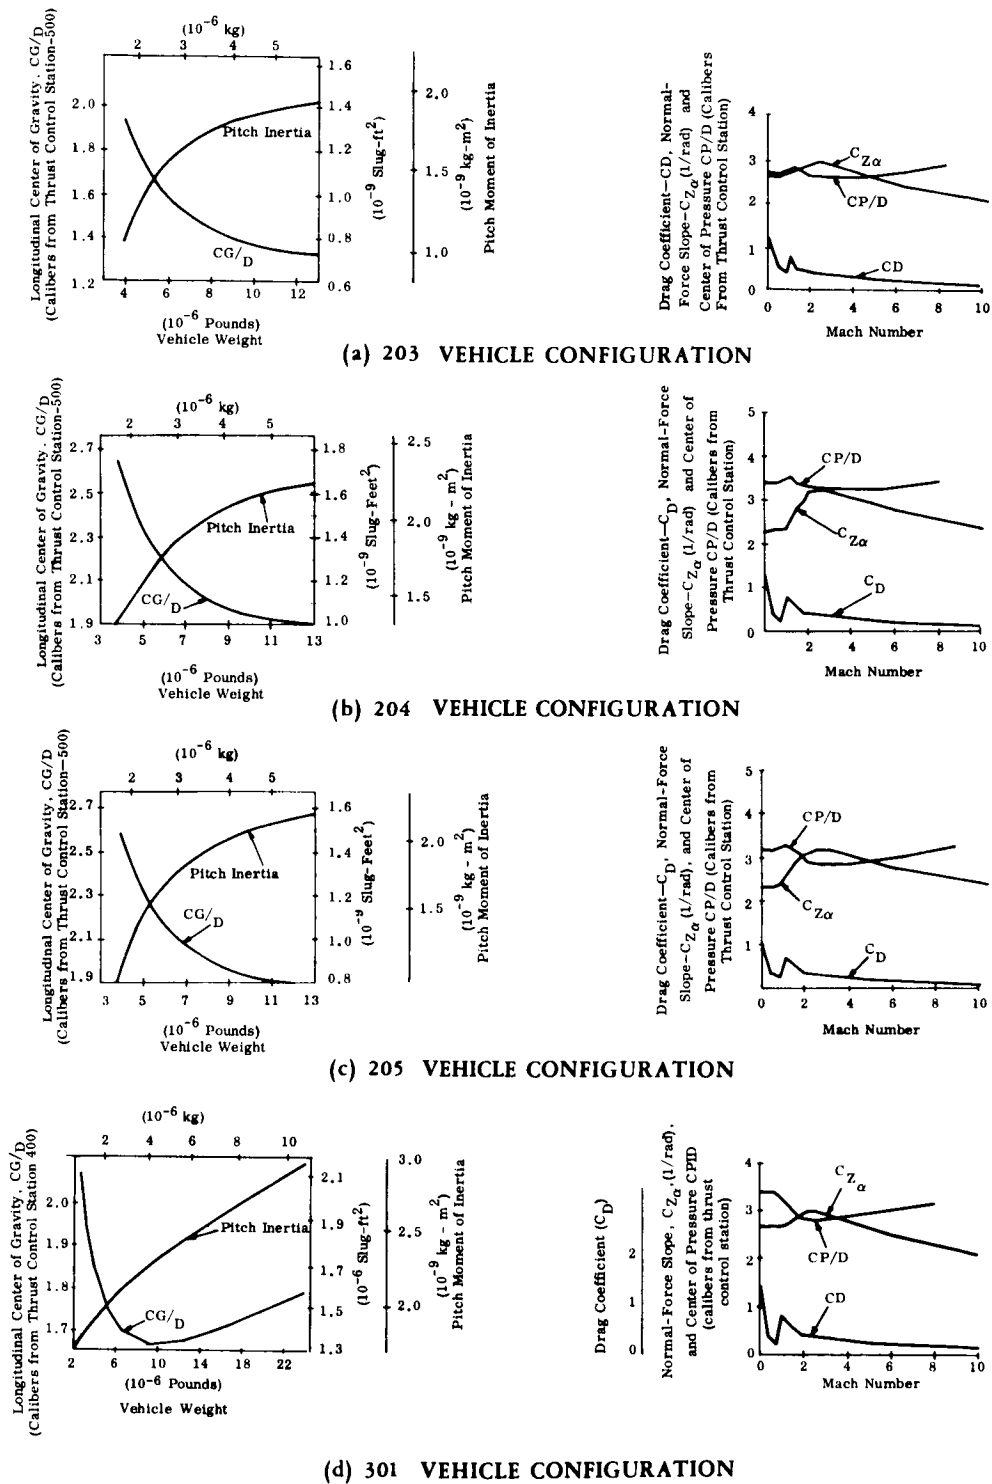 (10⁻⁶ kg)
2 3 4 5
Longitudinal Center of Gravity. CG/D
(Calibers from Thrust Control Station-500)
2.0
1.8
1.6
1.4
1.2
Pitch Inertia
CG/D
1.6
1.4
1.2
1.0
0.8
0.6
(10⁻⁹ Slug-ft²)
2.0
1.5
1.0
(10⁻⁹ kg-m²)
Pitch Moment of Inertia
4 6 8 10 12
(10⁻⁶ Pounds)
Vehicle Weight
Drag Coefficient—CD, Normal-
Force Slope—C_Zα (1/rad) and
Center of Pressure CP/D (Calibers
From Thrust Control Station)
4
3
2
1
0
C_Zα
CP/D
CD
0 2 4 6 8 10
Mach Number
(a) 203 VEHICLE CONFIGURATION
(10⁻⁶ kg)
2 3 4 5
Longitudinal Center of Gravity. CG/D
(Calibers from Thrust Control Station-500)
2.7
2.5
2.3
2.1
1.9
Pitch Inertia
CG/D
1.8
1.6
1.4
1.2
1.0
(10⁻⁹ Slug-Feet²)
2.5
2.0
1.5
(10⁻⁹ kg - m²)
Pitch Moment of Inertia
3 5 7 9 11 13
(10⁻⁶ Pounds)
Vehicle Weight
Drag Coefficient—C_D, Normal-Force
Slope—C_Zα (1/rad) and Center of
Pressure CP/D (Calibers from
Thrust Control Station)
5
4
3
2
1
0
CP/D
C_Zα
C_D
0 2 4 6 8 10
Mach Number
(b) 204 VEHICLE CONFIGURATION
(10⁻⁶ kg)
2 3 4 5
Longitudinal Center of Gravity, CG/D
(Calibers from Thrust Control Station—500)
2.7
2.5
2.3
2.1
1.9
Pitch Inertia
CG/D
1.6
1.4
1.2
1.0
0.8
(10⁻⁹ Slug-Feet²)
2.0
1.5
(10⁻⁹ kg - m²)
Pitch Moment of Inertia
3 5 7 9 11 13
(10⁻⁶ Pounds)
Vehicle Weight
Drag Coefficient—C_D, Normal-Force
Slope—C_Zα (1/rad), and Center of
Pressure CP/D (Calibers from
Thrust Control Station)
5
4
3
2
1
CP/D
C_Zα
C_D
0 2 4 6 8 10
Mach Number
(c) 205 VEHICLE CONFIGURATION
(10⁻⁶ kg)
2 4 6 8 10
Longitudinal Center of Gravity, CG/D
(Calibers from Thrust Control Station 400)
2.0
1.9
1.8
1.7
Pitch Inertia
CG/D
2.1
1.9
1.7
1.5
1.3
(10⁻⁶ Slug-ft²)
3.0
2.5
2.0
(10⁻⁹ kg - m²)
Pitch Moment of Inertia
2 6 10 14 18 22
(10⁻⁶ Pounds)
Vehicle Weight
Drag Coefficient (C_D)
2
1
0
Normal-Force Slope, C_Zα, (1/rad).
and Center of Pressure CPID
(calibers from thrust
control station)
4
3
2
1
0
C_Zα
CP/D
CD
0 2 4 6 8 10
Mach Number
(d) 301 VEHICLE CONFIGURATION